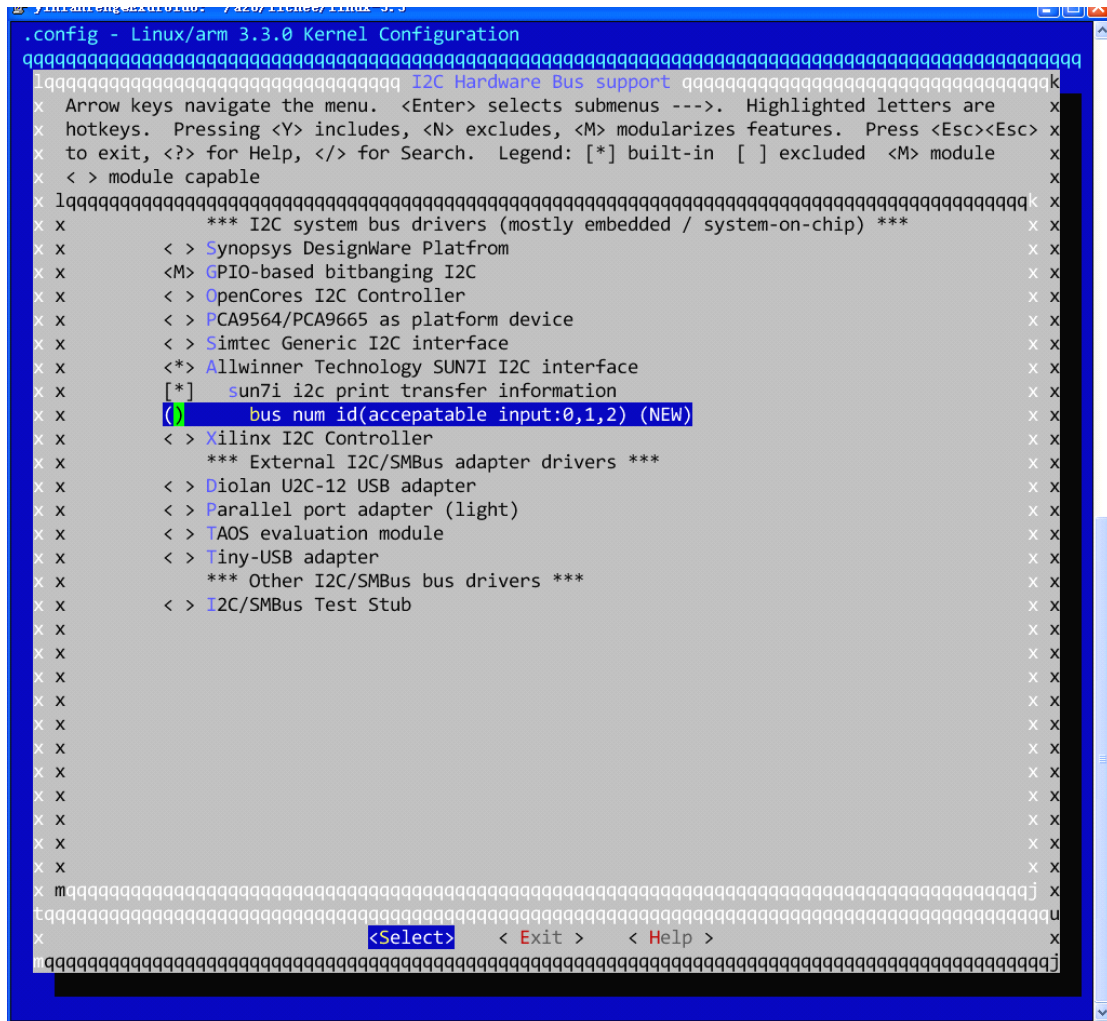 .config - Linux/arm 3.3.0 Kernel Configuration
I2C Hardware Bus support
Arrow keys navigate the menu.  <Enter> selects submenus --->.  Highlighted letters are
hotkeys.  Pressing <Y> includes, <N> excludes, <M> modularizes features.  Press <Esc><Esc>
to exit, <?> for Help, </> for Search.  Legend: [*] built-in  [ ] excluded  <M> module
< > module capable
*** I2C system bus drivers (mostly embedded / system-on-chip) ***
< > Synopsys DesignWare Platfrom
<M> GPIO-based bitbanging I2C
< > OpenCores I2C Controller
< > PCA9564/PCA9665 as platform device
< > Simtec Generic I2C interface
<*> Allwinner Technology SUN7I I2C interface
[*]   sun7i i2c print transfer information
()      bus num id(accepatable input:0,1,2) (NEW)
< > Xilinx I2C Controller
*** External I2C/SMBus adapter drivers ***
< > Diolan U2C-12 USB adapter
< > Parallel port adapter (light)
< > TAOS evaluation module
< > Tiny-USB adapter
*** Other I2C/SMBus bus drivers ***
< > I2C/SMBus Test Stub
<Select>    < Exit >    < Help >